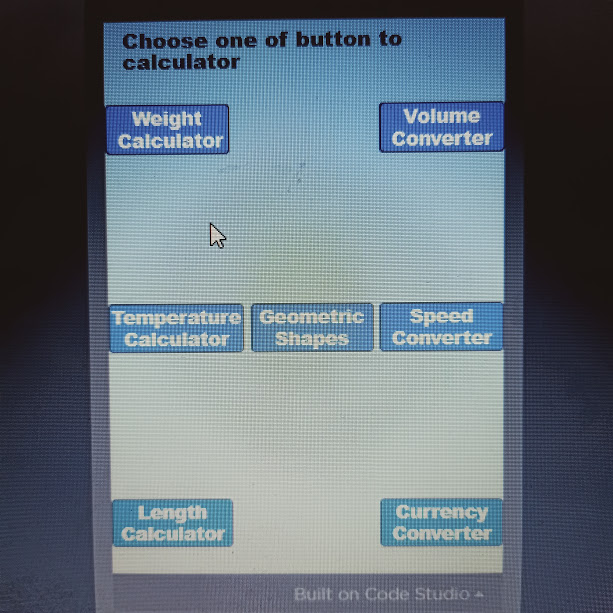 Choose one of button to
calculator
Weight
Calculator
Volume
Converter
Temperature
Calculator
Geometric
Shapes
Speed
Converter
Length
Calculator
Currency
Converter
Built on Code Studio